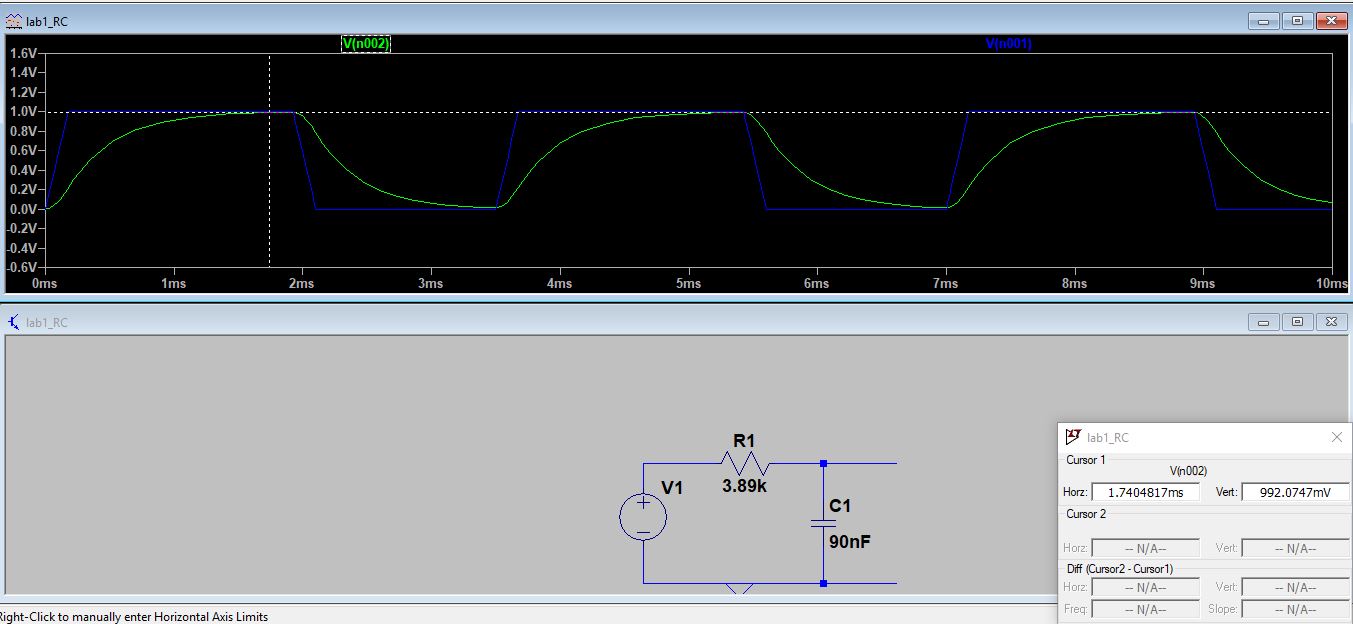 lab1_RC
V(n002) V(n001)
1.6V
1.4V
1.2V
1.0V
0.8V
0.6V
0.4V
0.2V
0.0V
-0.2V
-0.4V
-0.6V
0ms 1ms 2ms 3ms 4ms 5ms 6ms 7ms 8ms 9ms 10ms
lab1_RC
R1
3.89k
V1
C1
90nF
lab1_RC
Cursor 1
V(n002)
Horz: 1.7404817ms Vert: 992.0747mV
Cursor 2
Horz: -- N/A-- Vert: -- N/A--
Diff (Cursor2 - Cursor1)
Horz: -- N/A-- Vert: -- N/A--
Freq: -- N/A-- Slope: -- N/A--
Right-Click to manually enter Horizontal Axis Limits